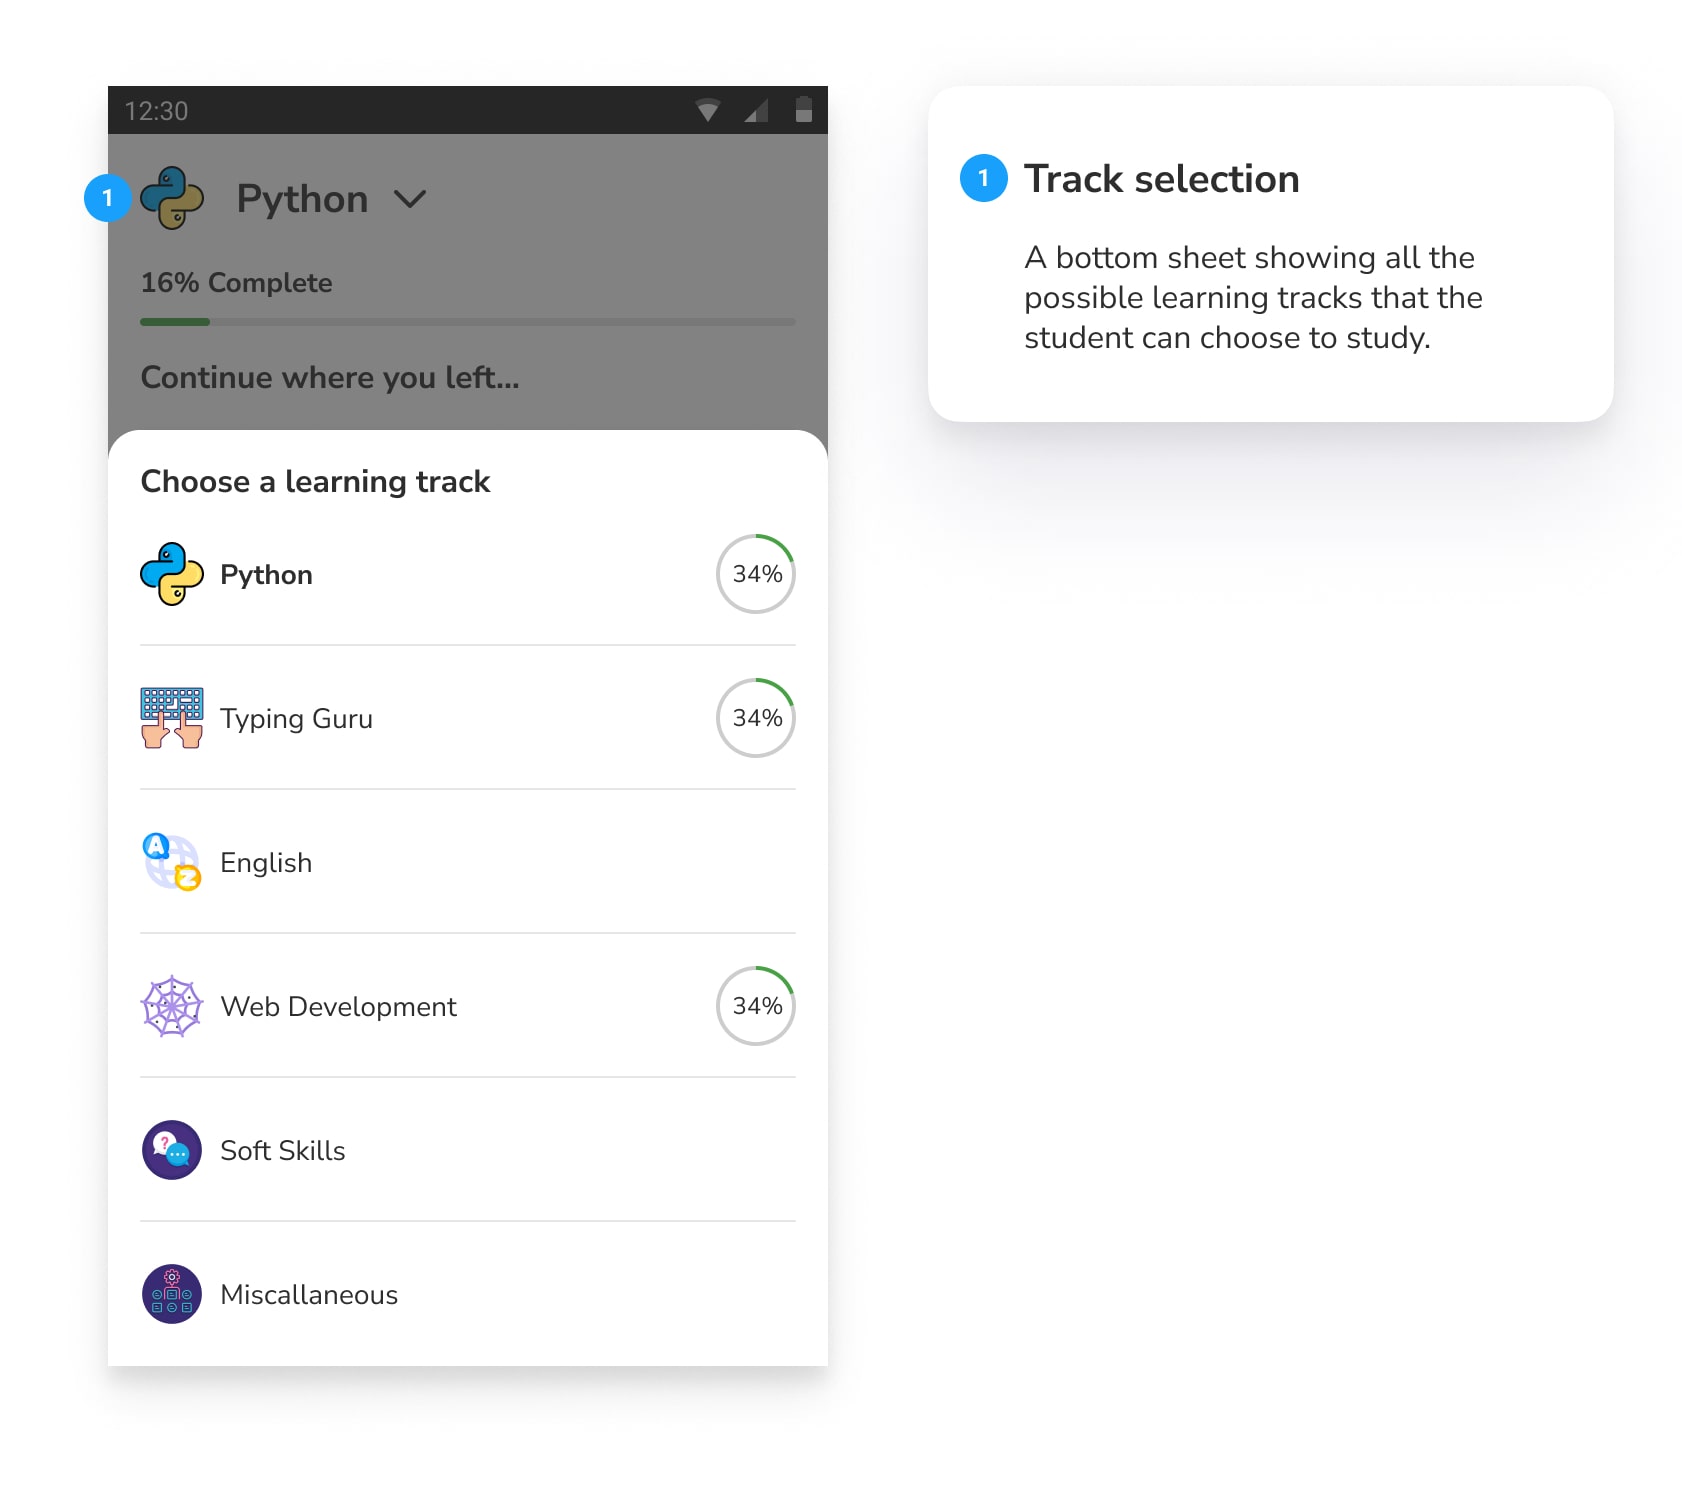 12:30
1
Python
16% Complete
Continue where you left...
Choose a learning track
Python
34%
Typing Guru
34%
A
Z
English
Web Development
34%
?
Soft Skills
Miscallaneous
1
Track selection
A bottom sheet showing all the
possible learning tracks that the
student can choose to study.